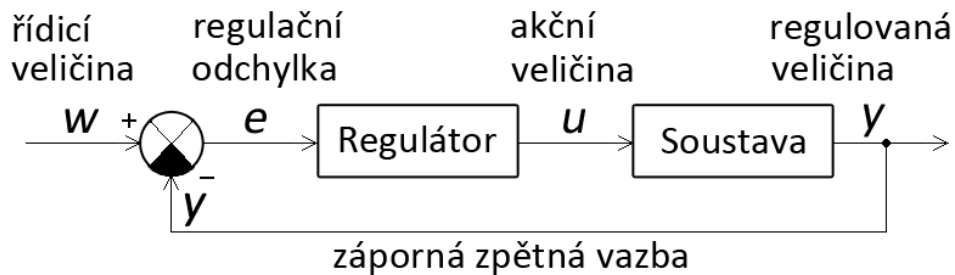 řídicí
veličina
regulační
odchylka
akční
veličina
regulovaná
veličina
w
+
e
Regulátor
u
Soustava
y
y
−
záporná zpětná vazba